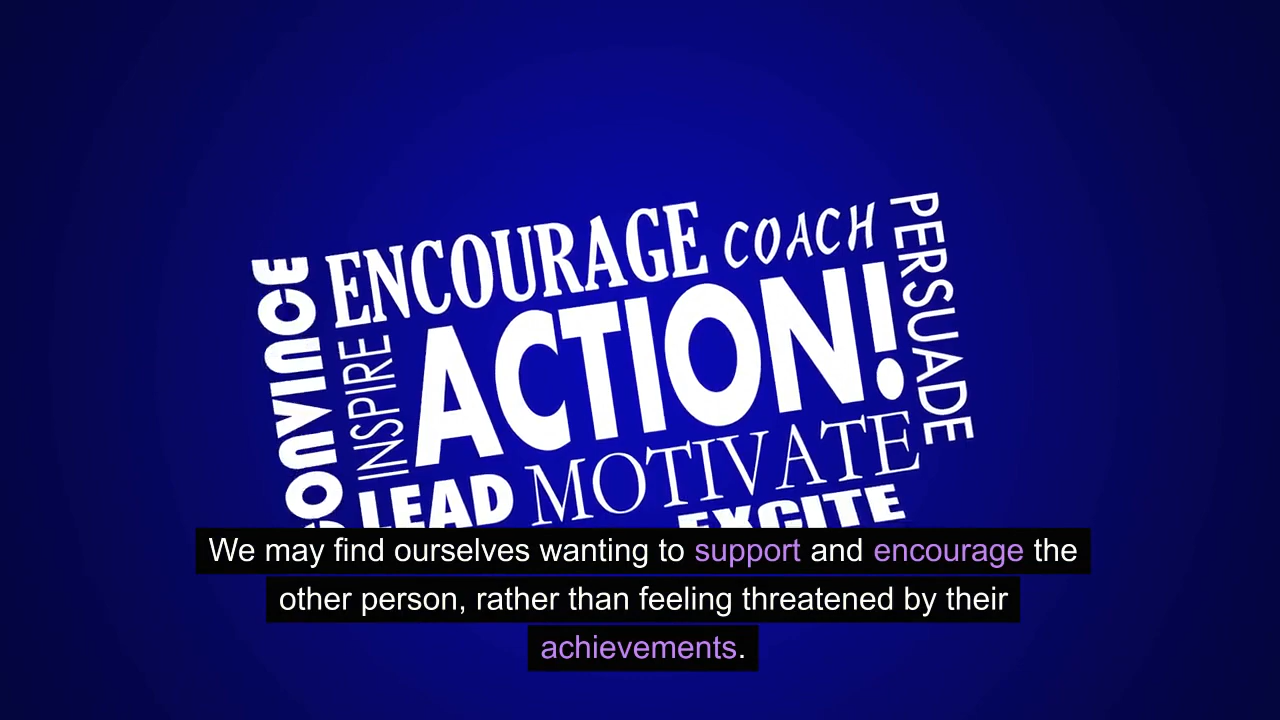 CONVINCE
INSPIRE
ENCOURAGE COACH
PERSUADE
ACTION!
LEAD MOTIVATE
EXCITE
We may find ourselves wanting to support and encourage the
other person, rather than feeling threatened by their
achievements.